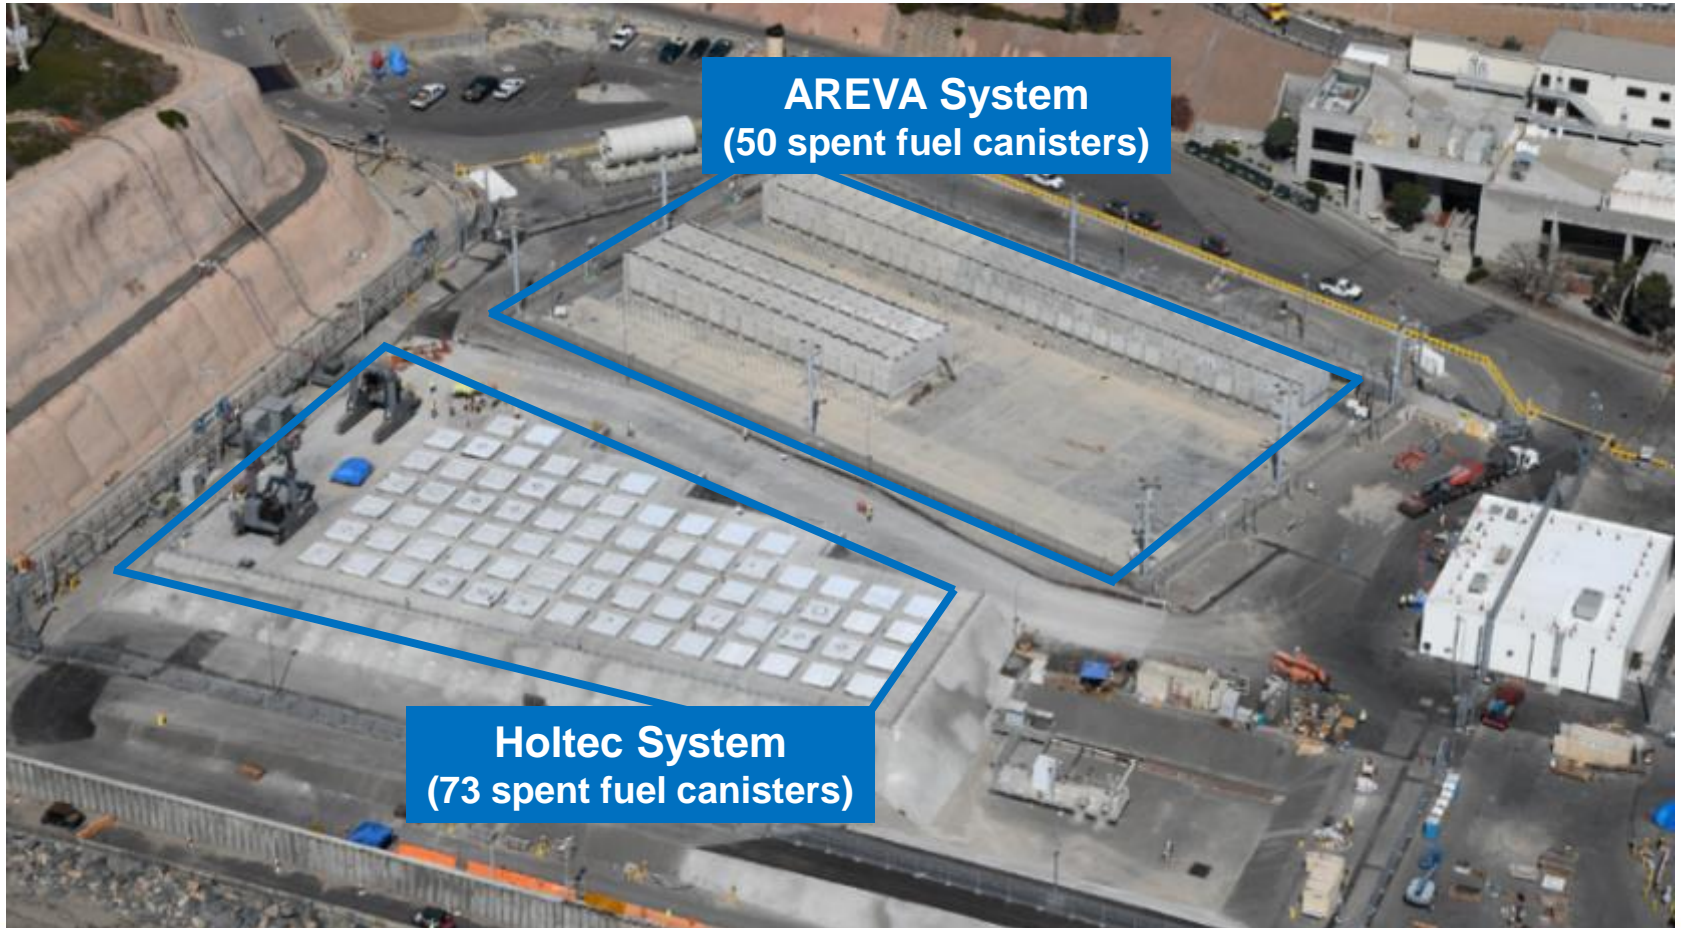 AREVA System
(50 spent fuel canisters)
Holtec System
(73 spent fuel canisters)